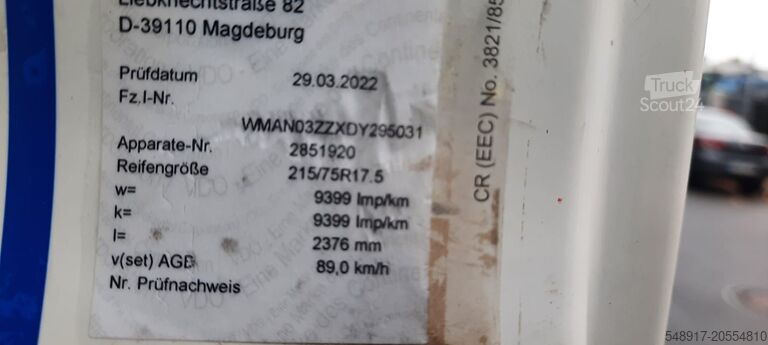 Liebknechtstraße 82
D-39110 Magdeburg
Prüfdatum 29.03.2022
Fz.I-Nr.
WMAN03ZZXDY295031
Apparate-Nr. 2851920
Reifengröße 215/75R17.5
w= 9399 Imp/km
k= 9399 Imp/km
l= 2376 mm
v(set) AGB 89,0 km/h
Nr. Prüfnachweis
CR (EEC) No. 3821/85
Truck
Scout24
548917-20554810